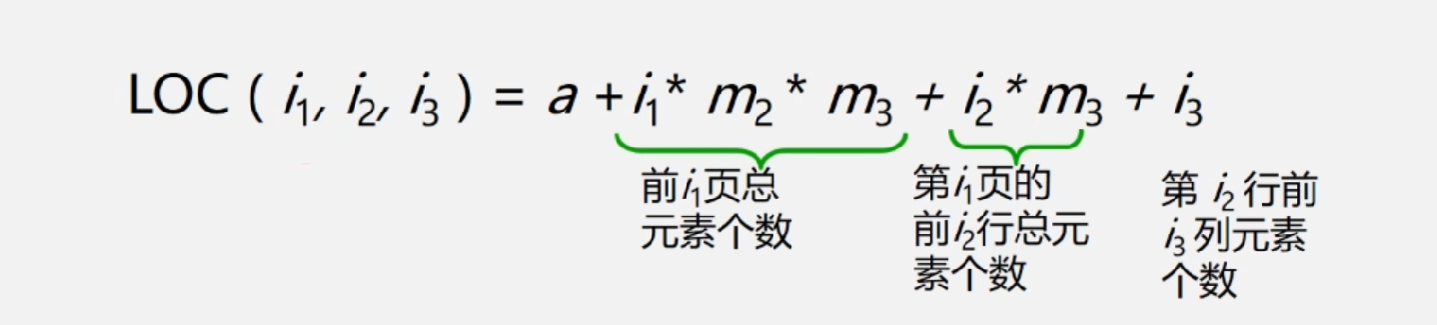 LOC ( i₁, i₂, i₃ ) = a + i₁* m₂ * m₃ + i₂ * m₃ + i₃
前i₁页总
元素个数
第i₁页的
前i₂行总元
素个数
第 i₂ 行前
i₃ 列元素
个数